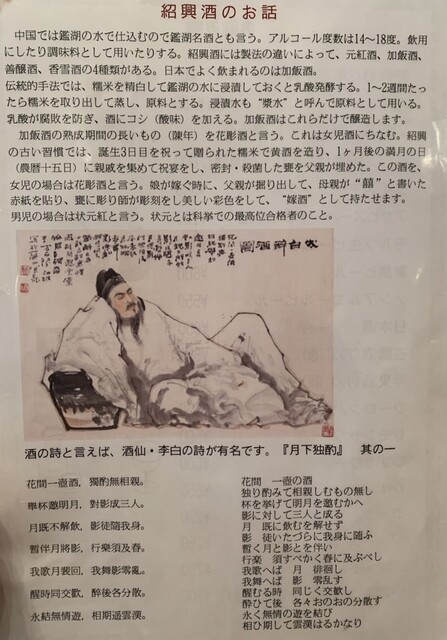 紹興酒のお話
中国では鑑湖の水で仕込むので鑑湖名酒とも言う。アルコール度数は14～18度。飲用
にしたり調味料として用いたりする。紹興酒には製法の違いによって、元紅酒、加飯酒、
善醸酒、香雪酒の4種類がある。日本でよく飲まれるのは加飯酒。
伝統的手法では、糯米を精白して鑑湖の水に浸漬しておくと乳酸発酵する。1～2週間たっ
たら糯米を取り出して蒸し、原料とする。浸漬水も“漿水”と呼んで原料として用いる。
乳酸が腐敗を防ぎ、酒にコシ（酸味）を加える。加飯酒はこれらだけで醸造します。
加飯酒の熟成期間の長いもの（陳年）を花彫酒と言う。これは女児酒にちなむ。紹興
の古い習慣では、誕生3日目を祝って贈られた糯米で黄酒を造り、1ヶ月後の満月の日
（農暦十五日）に親戚を集めて祝宴をし、密封・殺菌した甕を父親が埋めた。この酒を、
女児の場合は花彫酒と言う。娘が嫁ぐ時に、父親が掘り出して、母親が“囍”と書いた
赤紙を貼り、甕に彫り師が彫刻をし美しい彩色をして、“嫁酒”として持たせます。
男児の場合は状元紅と言う。状元とは科挙での最高位合格者のこと。
酒の詩と言えば、酒仙・李白の詩が有名です。『月下独酌』　其の一
花間一壺酒，獨酌無相親。
舉杯邀明月，對影成三人。
月既不解飲，影徒隨我身。
暫伴月將影，行樂須及春。
我歌月裴回，我舞影零亂。
醒時同交歡，醉後各分散。
永結無情遊，相期遥雲漢。
花間　一壺の酒
独り酌みて相親しむもの無し
杯を挙げて明月を邀むかへ
影に対して三人と成る
月　既に飲むを解せず
影　徒いたづらに我身に随ふ
暫く月と影とを伴い
行楽　須すべかく春に及ぶべし
我歌へば　月　徘徊し
我舞へば　影　零乱す
醒むる時　同じく交歓し
酔ひて後　各々おのおの分散す
永く無情の遊を結び
相ひ期して雲漢はるかなり